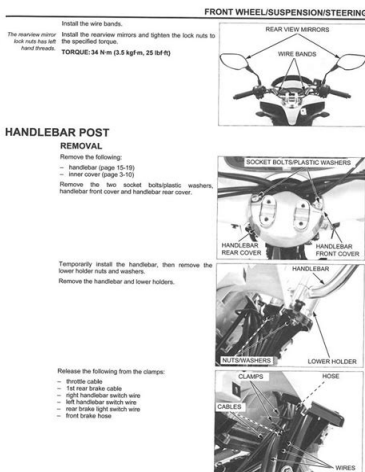 FRONT WHEEL/SUSPENSION/STEERING
Install the wire bands.
The rearview mirror
lock nuts has left
hand threads.
Install the rearview mirrors and tighten the lock nuts to
the specified torque.
TORQUE: 34 N·m (3.5 kgf·m, 25 lbf·ft)
REAR VIEW MIRRORS
WIRE BANDS
HANDLEBAR POST
REMOVAL
Remove the following:
– handlebar (page 15-19)
– inner cover (page 3-10)
Remove the two socket bolts/plastic washers,
handlebar front cover and handlebar rear cover.
SOCKET BOLTS/PLASTIC WASHERS
HANDLEBAR
REAR COVER
HANDLEBAR
FRONT COVER
Temporarily install the handlebar, then remove the
lower holder nuts and washers.
Remove the handlebar and lower holders.
HANDLEBAR
NUTS/WASHERS
LOWER HOLDER
Release the following from the clamps:
– throttle cable
– 1st rear brake cable
– right handlebar switch wire
– left handlebar switch wire
– rear brake light switch wire
– front brake hose
CLAMPS
HOSE
CABLES
WIRES